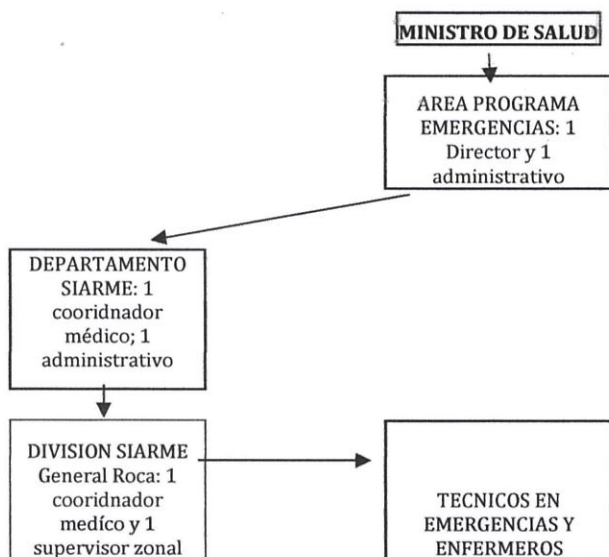 MINISTRO DE SALUD
AREA PROGRAMA
EMERGENCIAS: 1
Director y 1
administrativo
DEPARTAMENTO
SIARME: 1
cooridnador
médico; 1
administrativo
DIVISION SIARME
General Roca: 1
cooridnador
medíco y 1
supervisor zonal
TECNICOS EN
EMERGENCIAS Y
ENFERMEROS